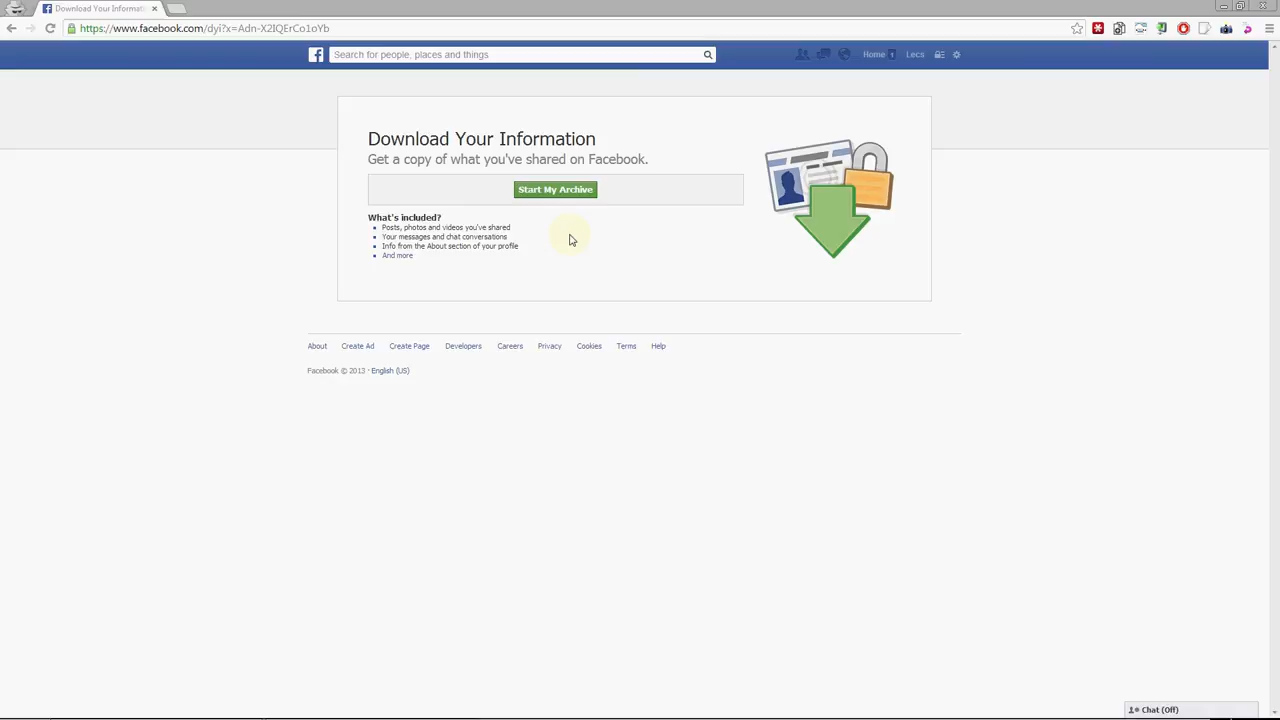 Download Your Informati
https://www.facebook.com/dyi?x=Adn-X2IQErCo1oYb
Search for people, places and things
Home 1 Lecs
Download Your Information
Get a copy of what you've shared on Facebook.
Start My Archive
What's included?
Posts, photos and videos you've shared
Your messages and chat conversations
Info from the About section of your profile
And more
About Create Ad Create Page Developers Careers Privacy Cookies Terms Help
Facebook © 2013 · English (US)
Chat (Off)